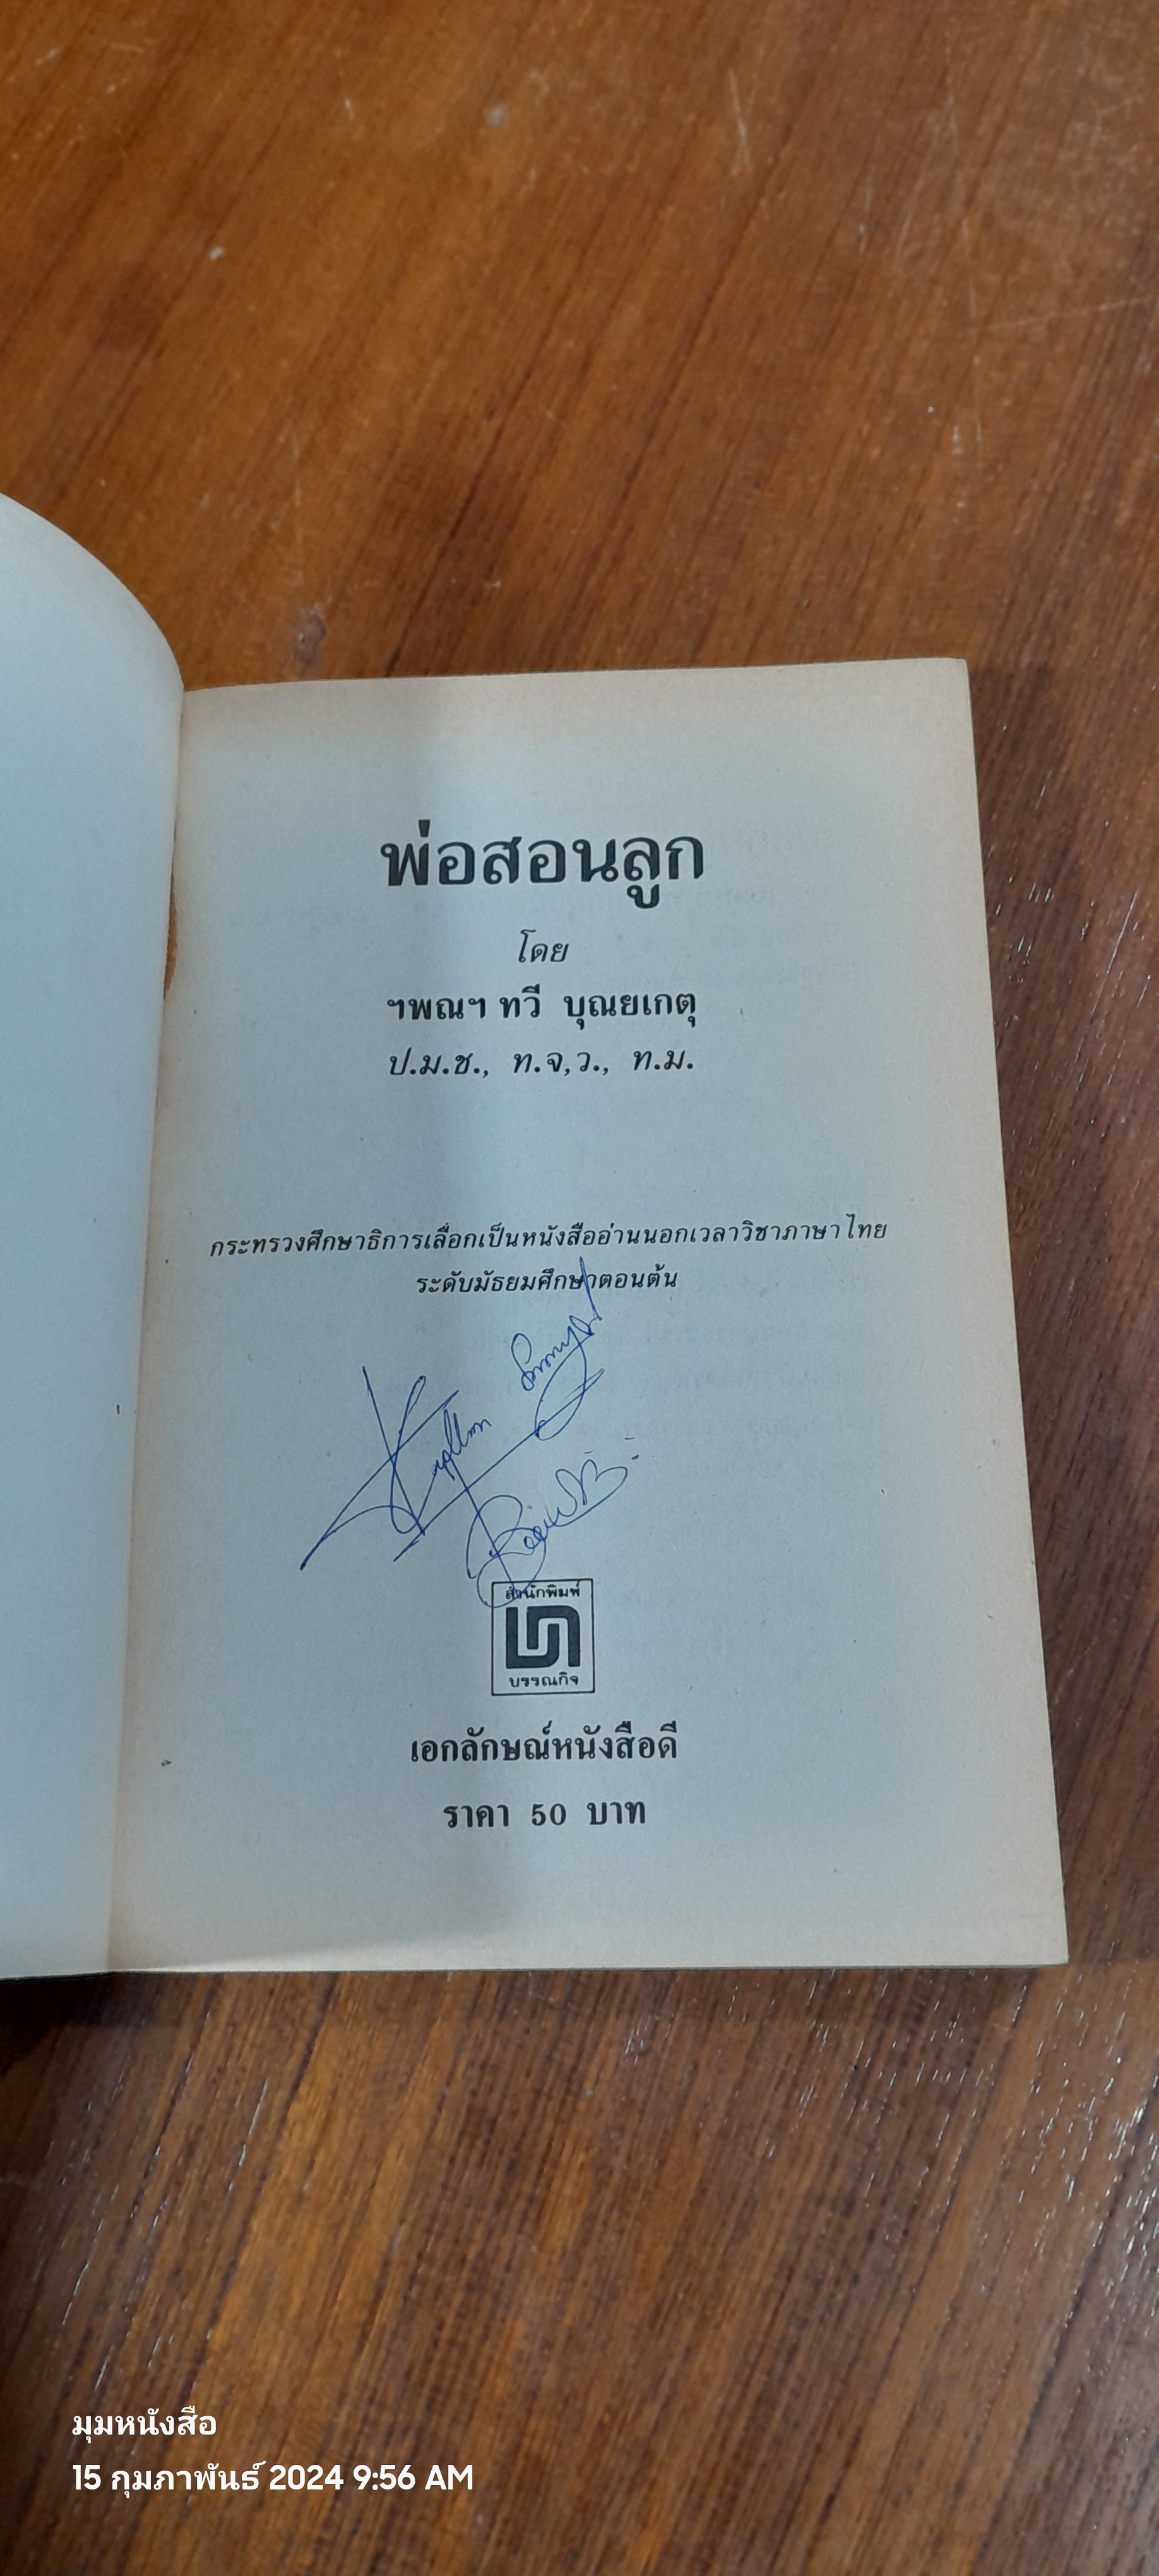 พ่อสอนลูก
โดย
ฯพณฯ ทวี บุณยเกตุ
ป.ม.ช., ท.จ,ว., ท.ม.
กระทรวงศึกษาธิการเลือกเป็นหนังสืออ่านนอกเวลาวิชาภาษาไทย
ระดับมัธยมศึกษาตอนต้น
สำนักพิมพ์
บรรณกิจ
เอกลักษณ์หนังสือดี
ราคา 50 บาท
มุมหนังสือ
15 กุมภาพันธ์ 2024 9:56 AM